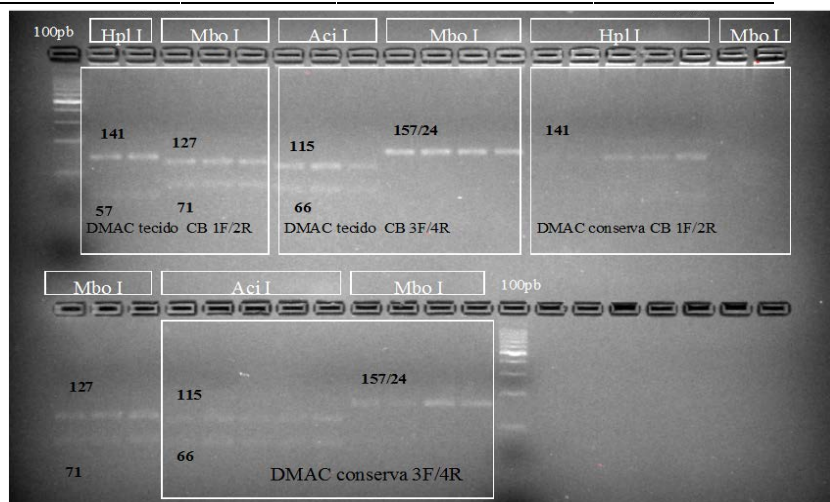 100pb Hpl I Mbo I Aci I Mbo I Hpl I Mbo I
141 127 115 157/24 141
57 71 66
DMAC tecido CB 1F/2R DMAC tecido CB 3F/4R DMAC conserva CB 1F/2R
Mbo I Aci I Mbo I 100pb
127 115 157/24
71 66
DMAC conserva 3F/4R